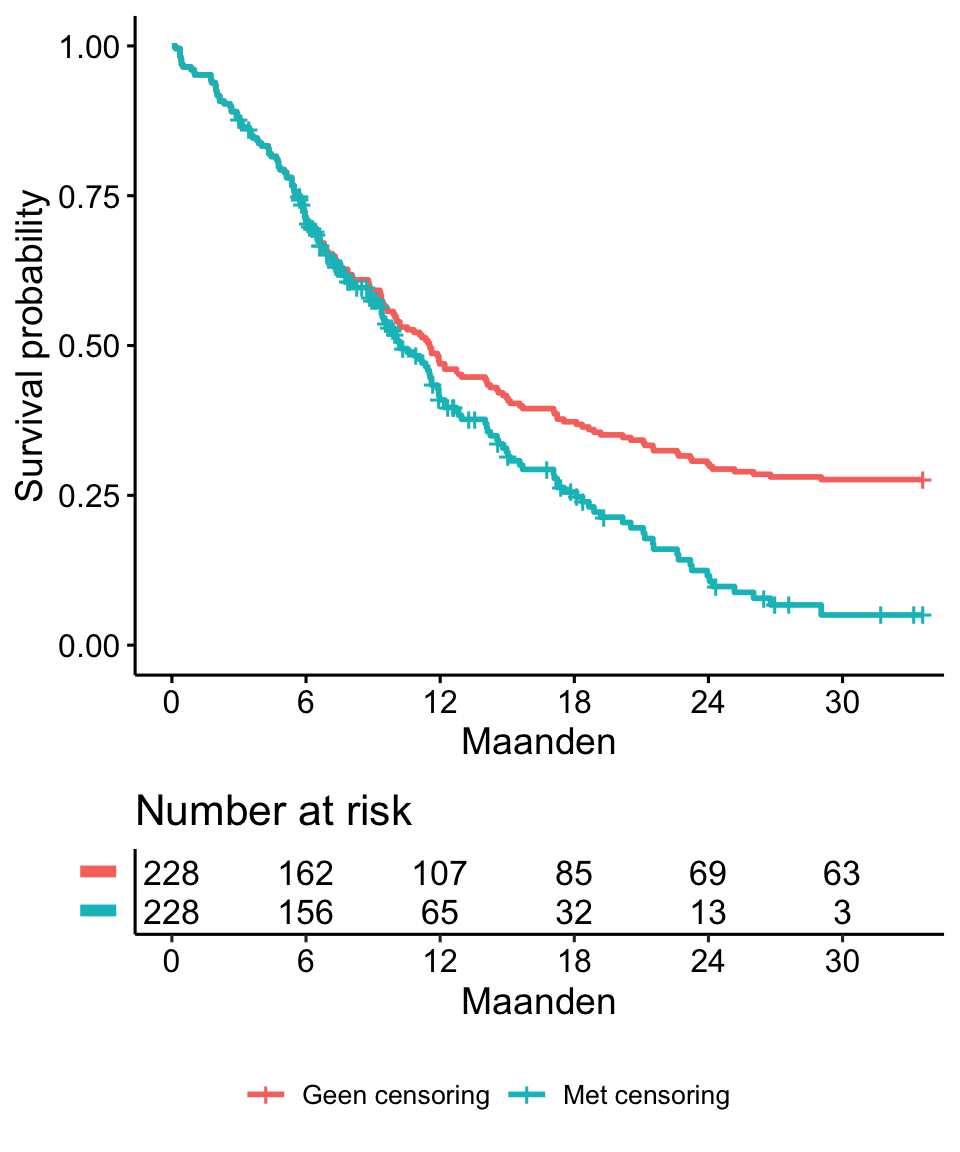 1.00
0.75
0.50
0.25
0.00
Survival probability
0 6 12 18 24 30
Maanden
Number at risk
228 162 107 85 69 63
228 156 65 32 13 3
0 6 12 18 24 30
Maanden
Geen censoring Met censoring